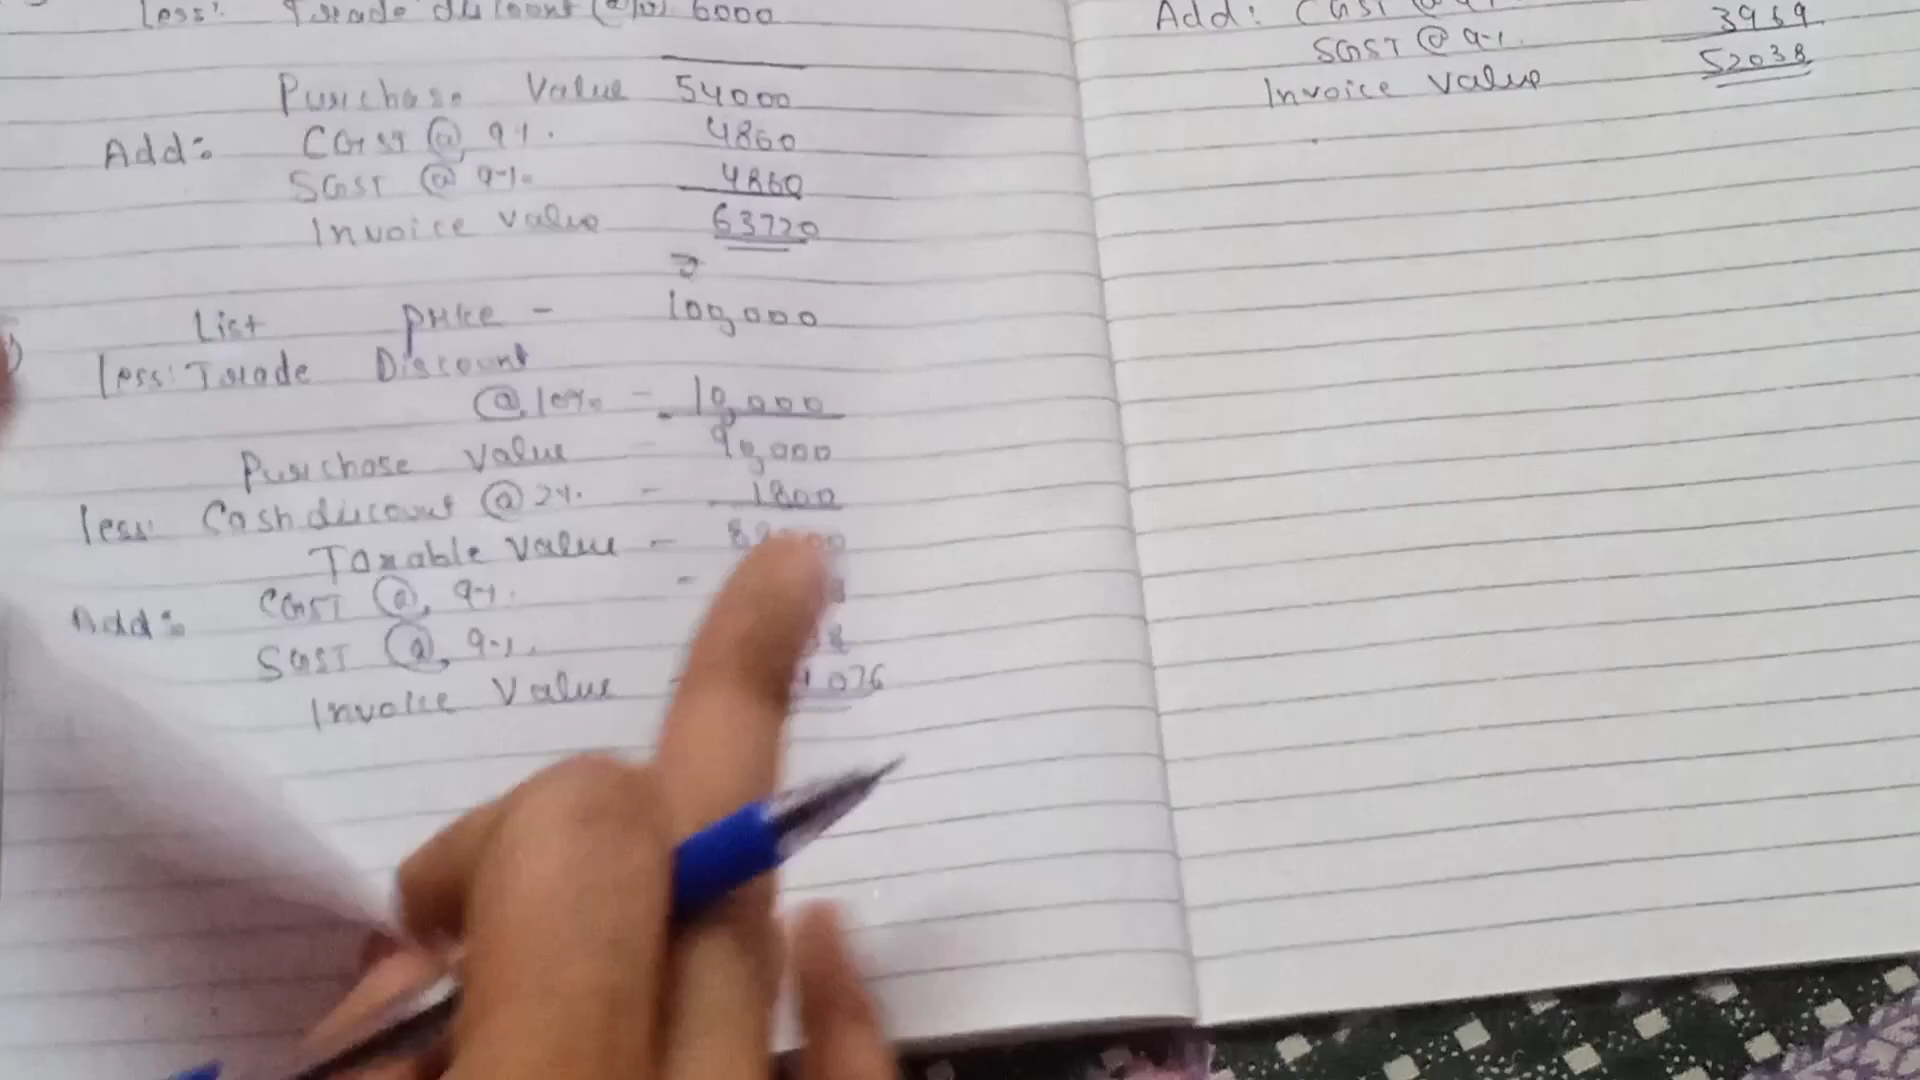 less: Trade discount @10% 6000
Purchase Value 54000
Add: CGST @ 9% 4860
SGST @ 9% 4860
Invoice Value 63720
₹
List Price - 100,000
less: Trade Discount
@10% - 10,000
Purchase Value - 90,000
less: Cash discount @ 2% - 1800
Taxable Value -
Add: CGST @ 9% -
SGST @ 9%
Invoice Value
Add: CGST @
3969
SGST @ 9%
Invoice Value 52038